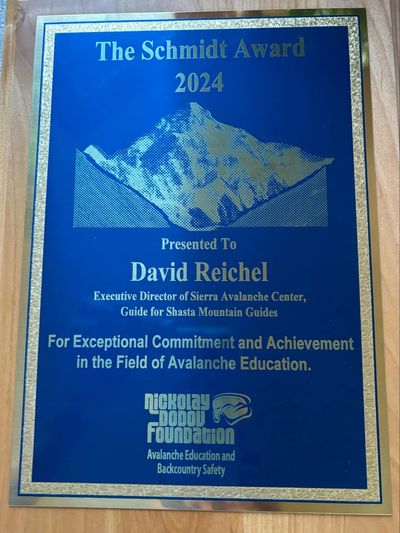 The Schmidt Award
2024
Presented To
David Reichel
Executive Director of Sierra Avalanche Center,
Guide for Shasta Mountain Guides
For Exceptional Commitment and Achievement
in the Field of Avalanche Education.
Nickolay
Dodov
Foundation
Avalanche Education and
Backcountry Safety